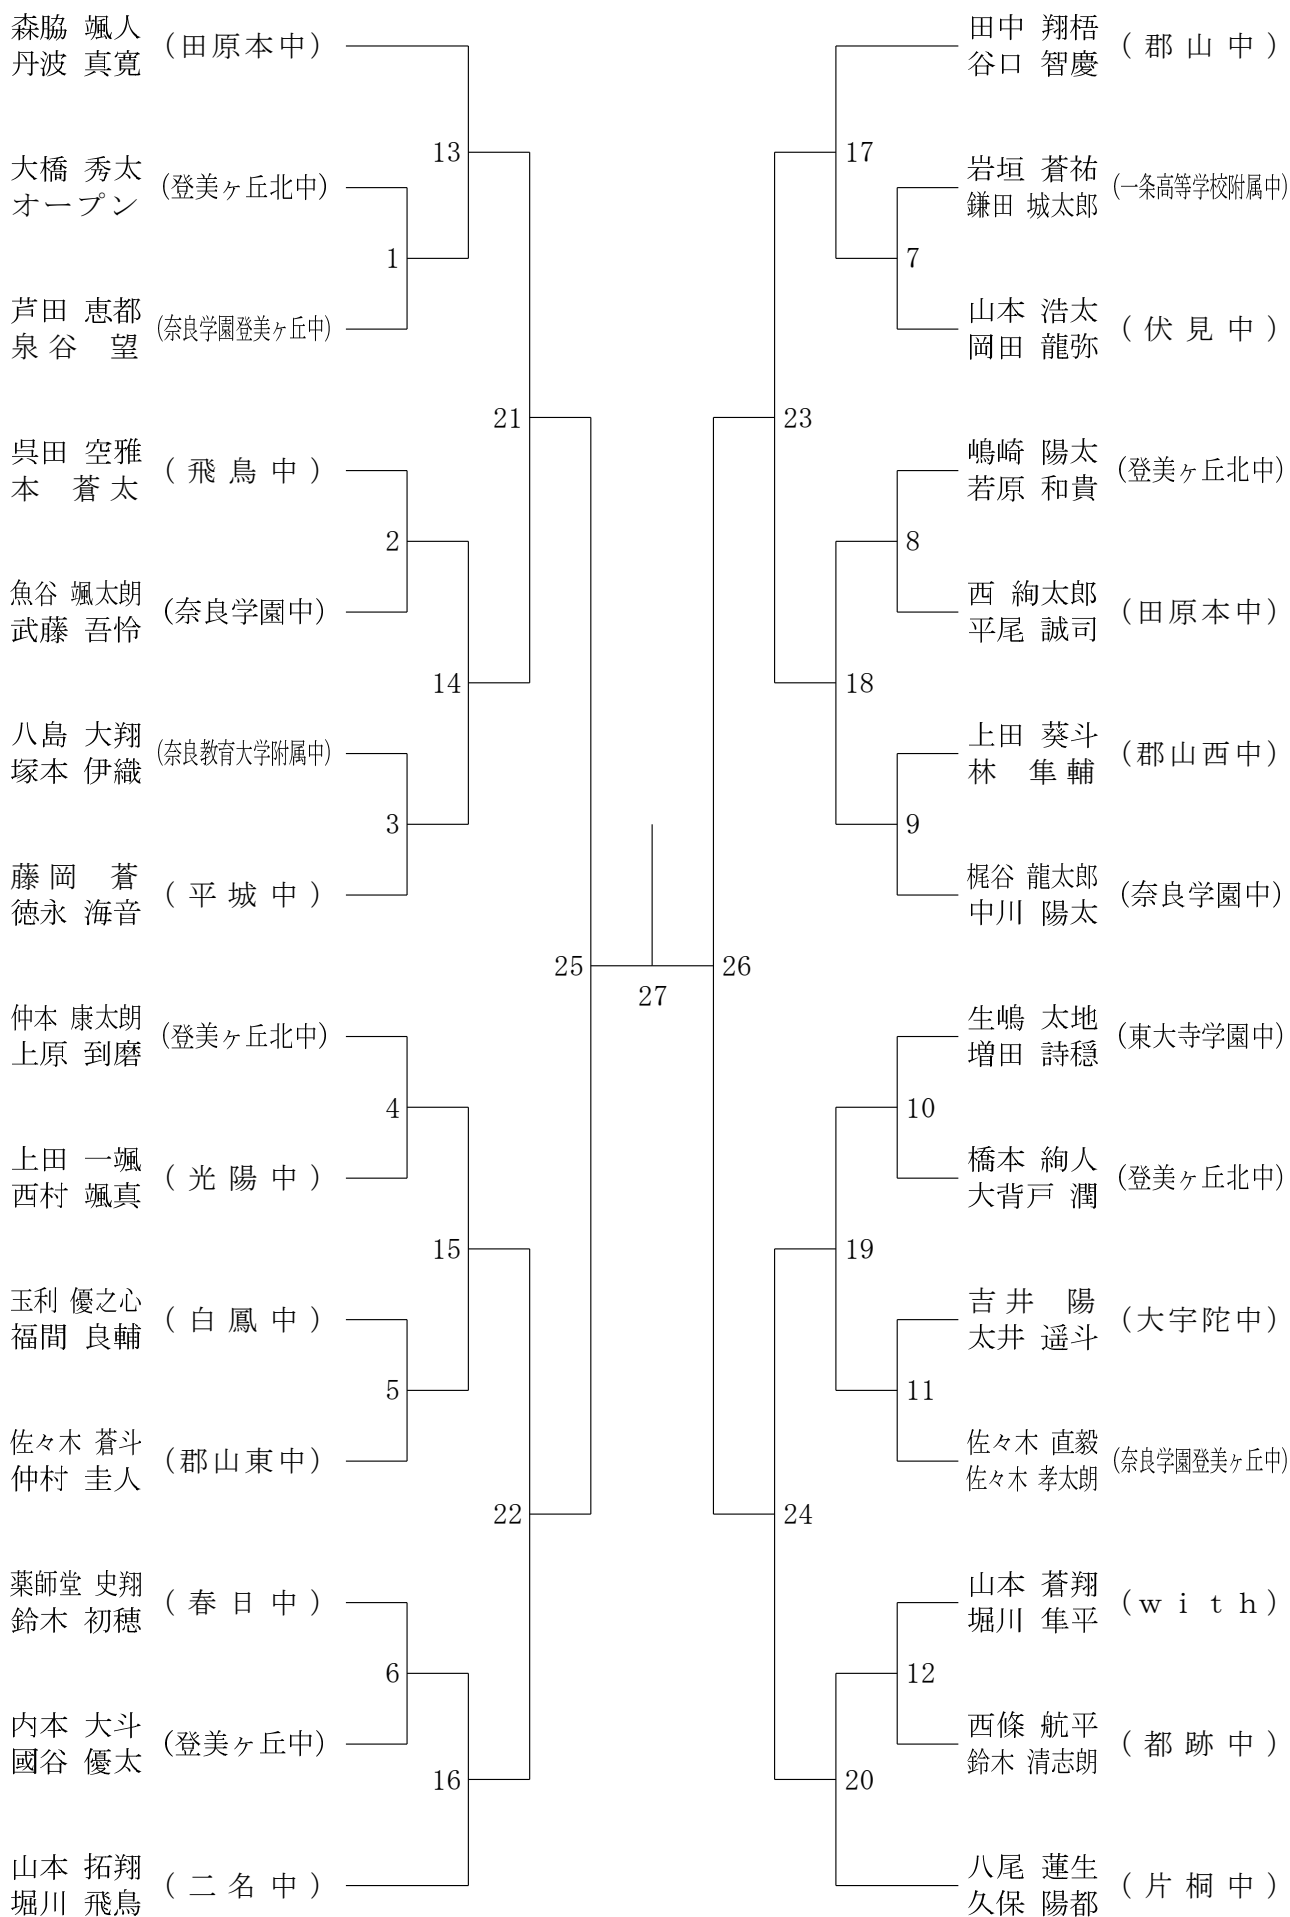 森脇 颯人
丹波 真寛
(田原本中)
大橋 秀太
オープン
(登美ヶ丘北中)
芦田 恵都
泉谷 望
(奈良学園登美ヶ丘中)
呉田 空雅
本 蒼太
(飛鳥中)
魚谷 颯太朗
武藤 吾怜
(奈良学園中)
八島 大翔
塚本 伊織
(奈良教育大学附属中)
藤岡 蒼
徳永 海音
(平城中)
仲本 康太朗
上原 到磨
(登美ヶ丘北中)
上田 一颯
西村 颯真
(光陽中)
玉利 優之心
福間 良輔
(白鳳中)
佐々木 蒼斗
仲村 圭人
(郡山東中)
薬師堂 史翔
鈴木 初穂
(春日中)
内本 大斗
國谷 優太
(登美ヶ丘中)
山本 拓翔
堀川 飛鳥
(二名中)
13
1
21
2
14
3
25
4
15
5
22
6
16
27
17
7
23
8
18
9
26
10
19
11
24
12
20
田中 翔梧
谷口 智慶
(郡山中)
岩垣 蒼祐
鎌田 城太郎
(一条高等学校附属中)
山本 浩太
岡田 龍弥
(伏見中)
嶋崎 陽太
若原 和貴
(登美ヶ丘北中)
西 絢太郎
平尾 誠司
(田原本中)
上田 葵斗
林 隼輔
(郡山西中)
梶谷 龍太郎
中川 陽太
(奈良学園中)
生嶋 太地
増田 詩穏
(東大寺学園中)
橋本 絢人
大背戸 潤
(登美ヶ丘北中)
吉井 陽
太井 遥斗
(大宇陀中)
佐々木 直毅
佐々木 孝太朗
(奈良学園登美ヶ丘中)
山本 蒼翔
堀川 隼平
(with)
西條 航平
鈴木 清志朗
(都跡中)
八尾 蓮生
久保 陽都
(片桐中)